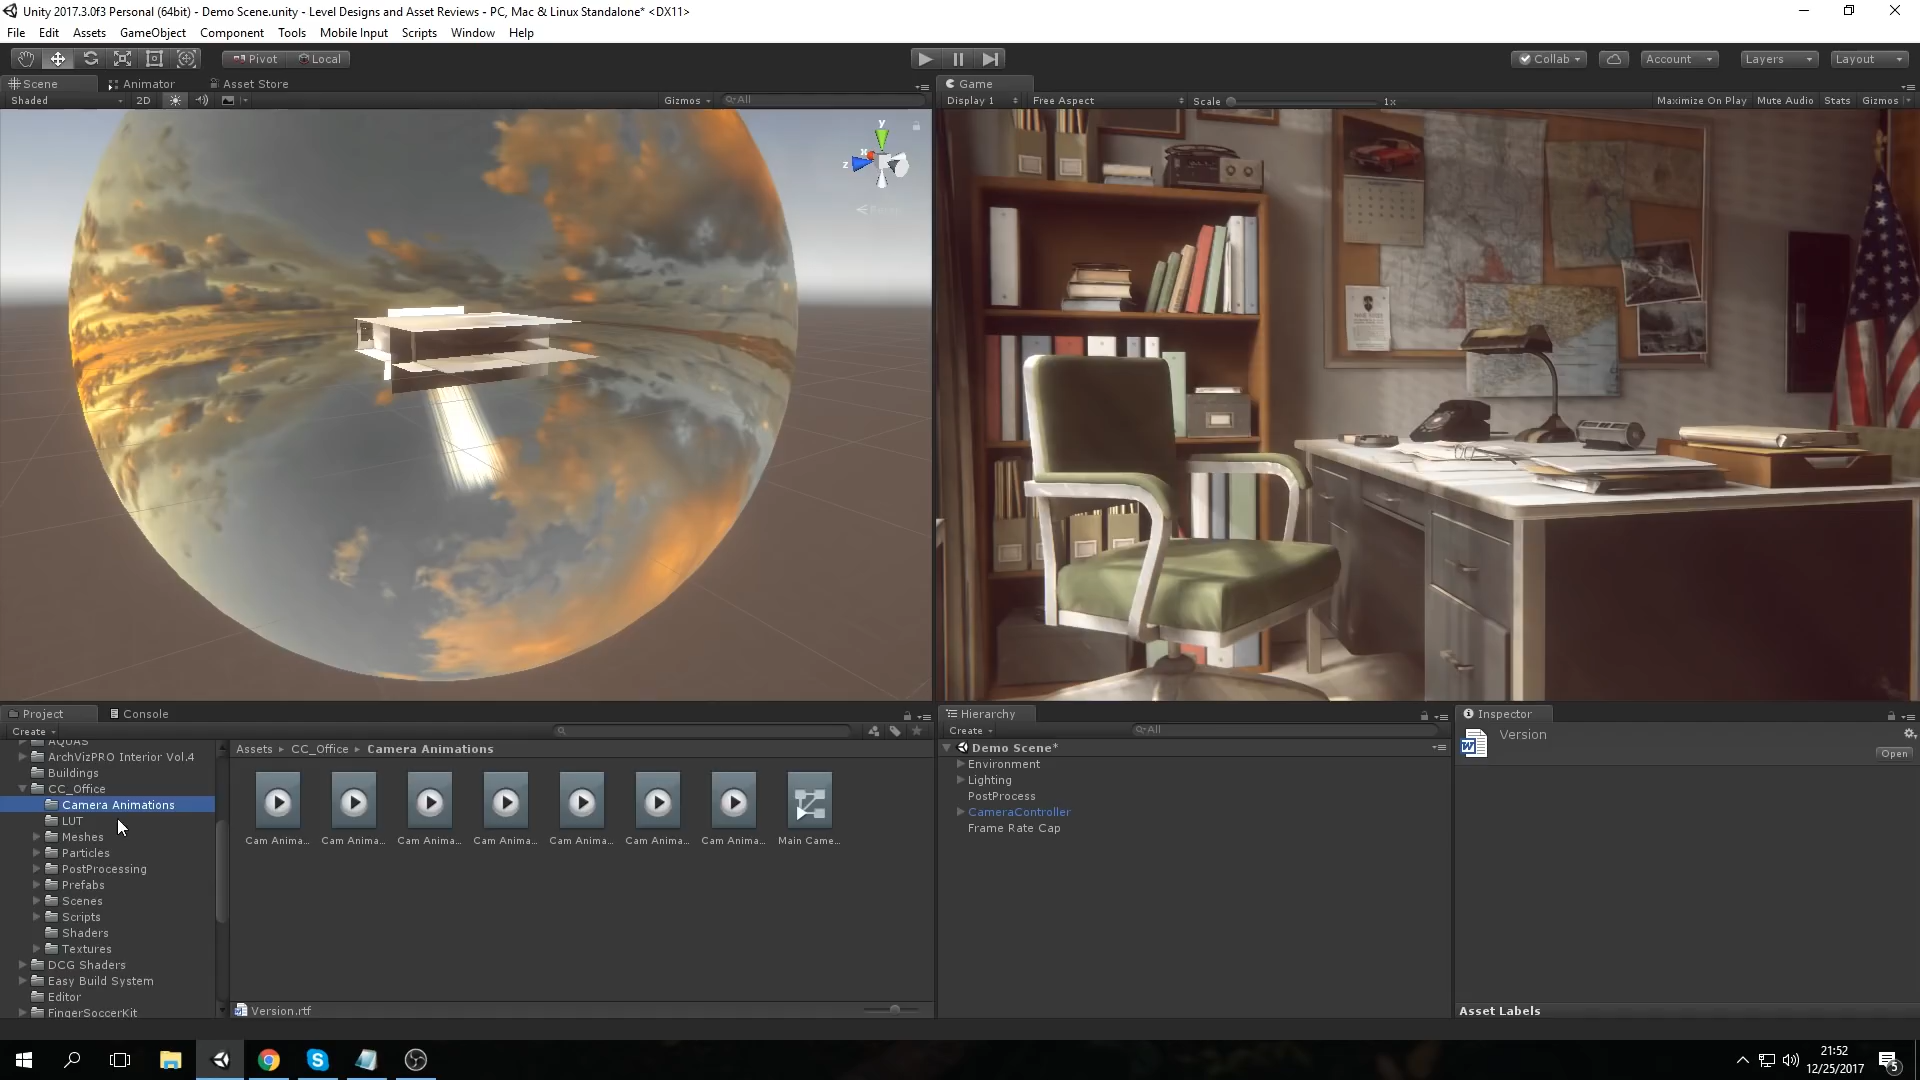 Unity 2017.3.0f3 Personal (64bit) - Demo Scene.unity - Level Designs and Asset Reviews - PC, Mac & Linux Standalone* <DX11>
File Edit Assets GameObject Component Tools Mobile Input Scripts Window Help
Pivot Local Collab Account Layers Layout
Scene Animator Asset Store
Shaded 2D Gizmos All
y
x
z
Game
Display 1 Free Aspect Scale 1x Maximize On Play Mute Audio Stats Gizmos
Project Console
Create
AQUAS
ArchVizPRO Interior Vol.4
Buildings
CC_Office
Camera Animations
LUT
Meshes
Particles
PostProcessing
Prefabs
Scenes
Scripts
Shaders
Textures
DCG Shaders
Easy Build System
Editor
FingerSoccerKit
Assets CC_Office Camera Animations
Cam Anima... Cam Anima... Cam Anima... Cam Anima... Cam Anima... Cam Anima... Cam Anima... Main Came...
Version.rtf
Hierarchy
Create All
Demo Scene*
Environment
Lighting
PostProcess
CameraController
Frame Rate Cap
Inspector
Version
Open
Asset Labels
21:52
12/25/2017
5